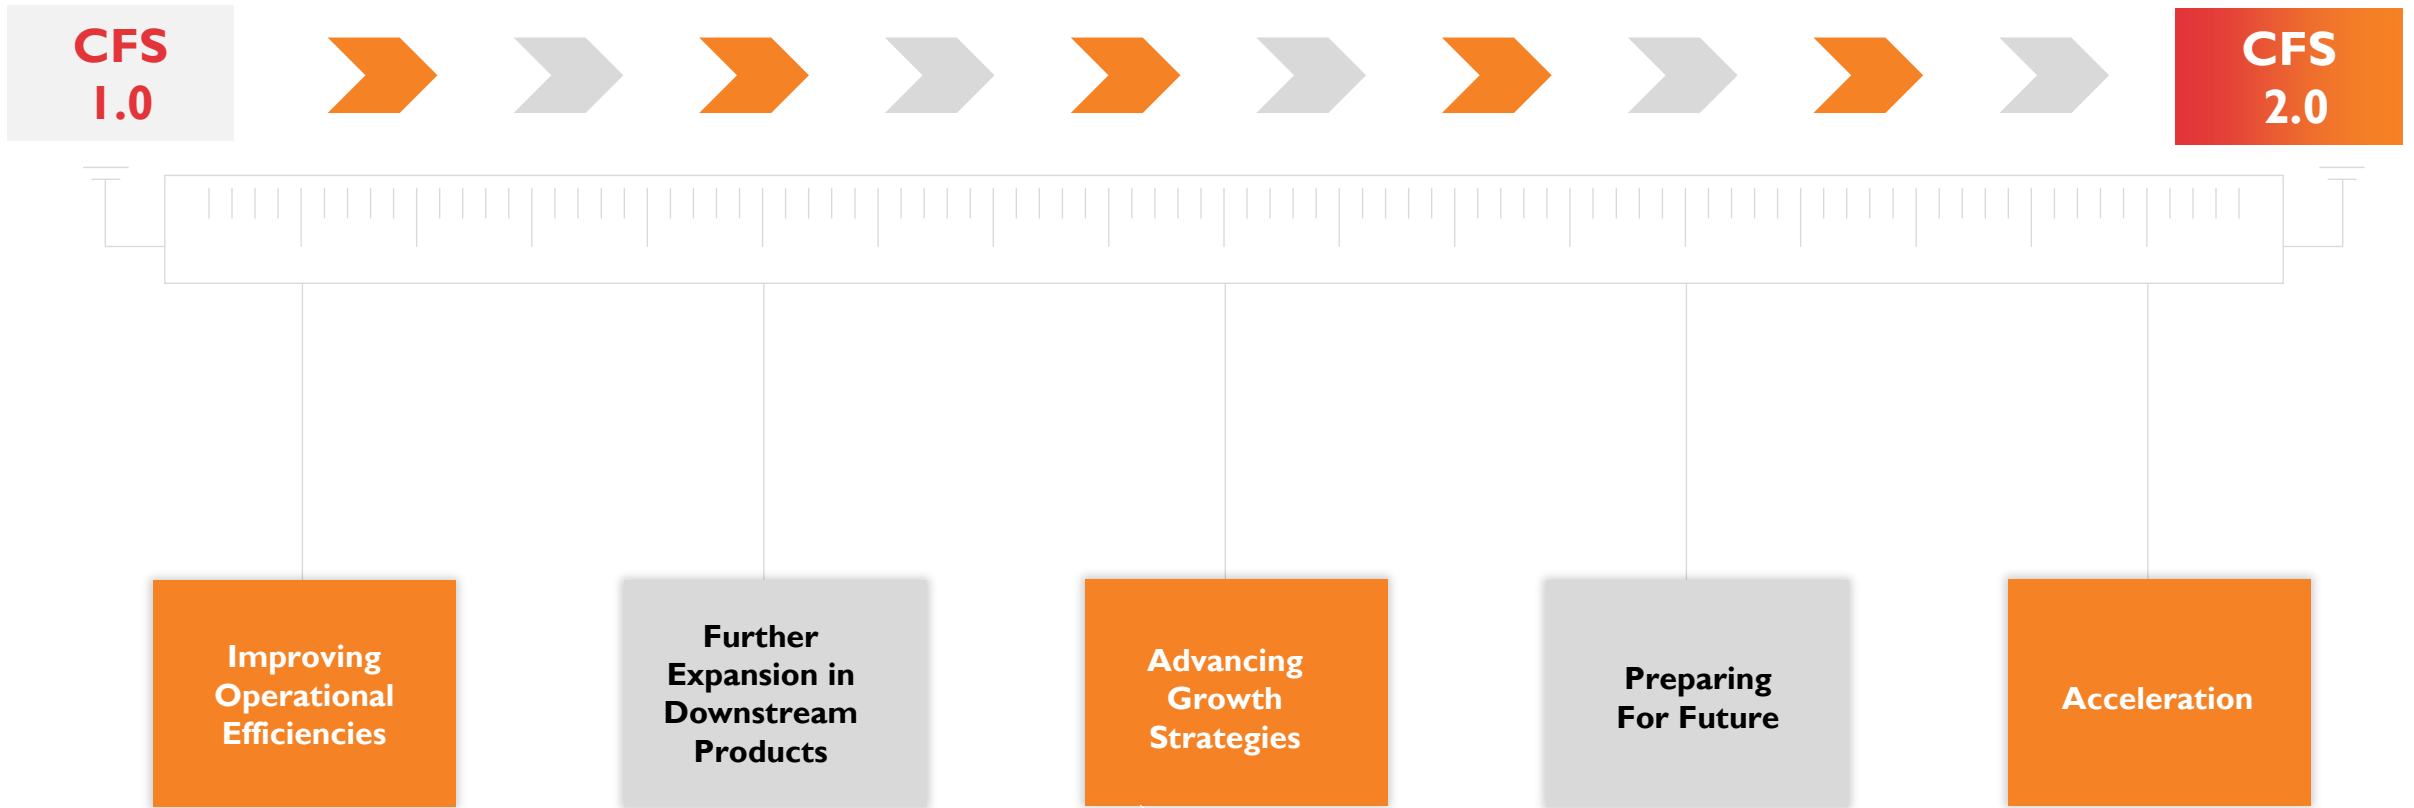 CFS
1.0
CFS
2.0
Improving
Operational
Efficiencies
Further
Expansion in
Downstream
Products
Advancing
Growth
Strategies
Preparing
For Future
Acceleration